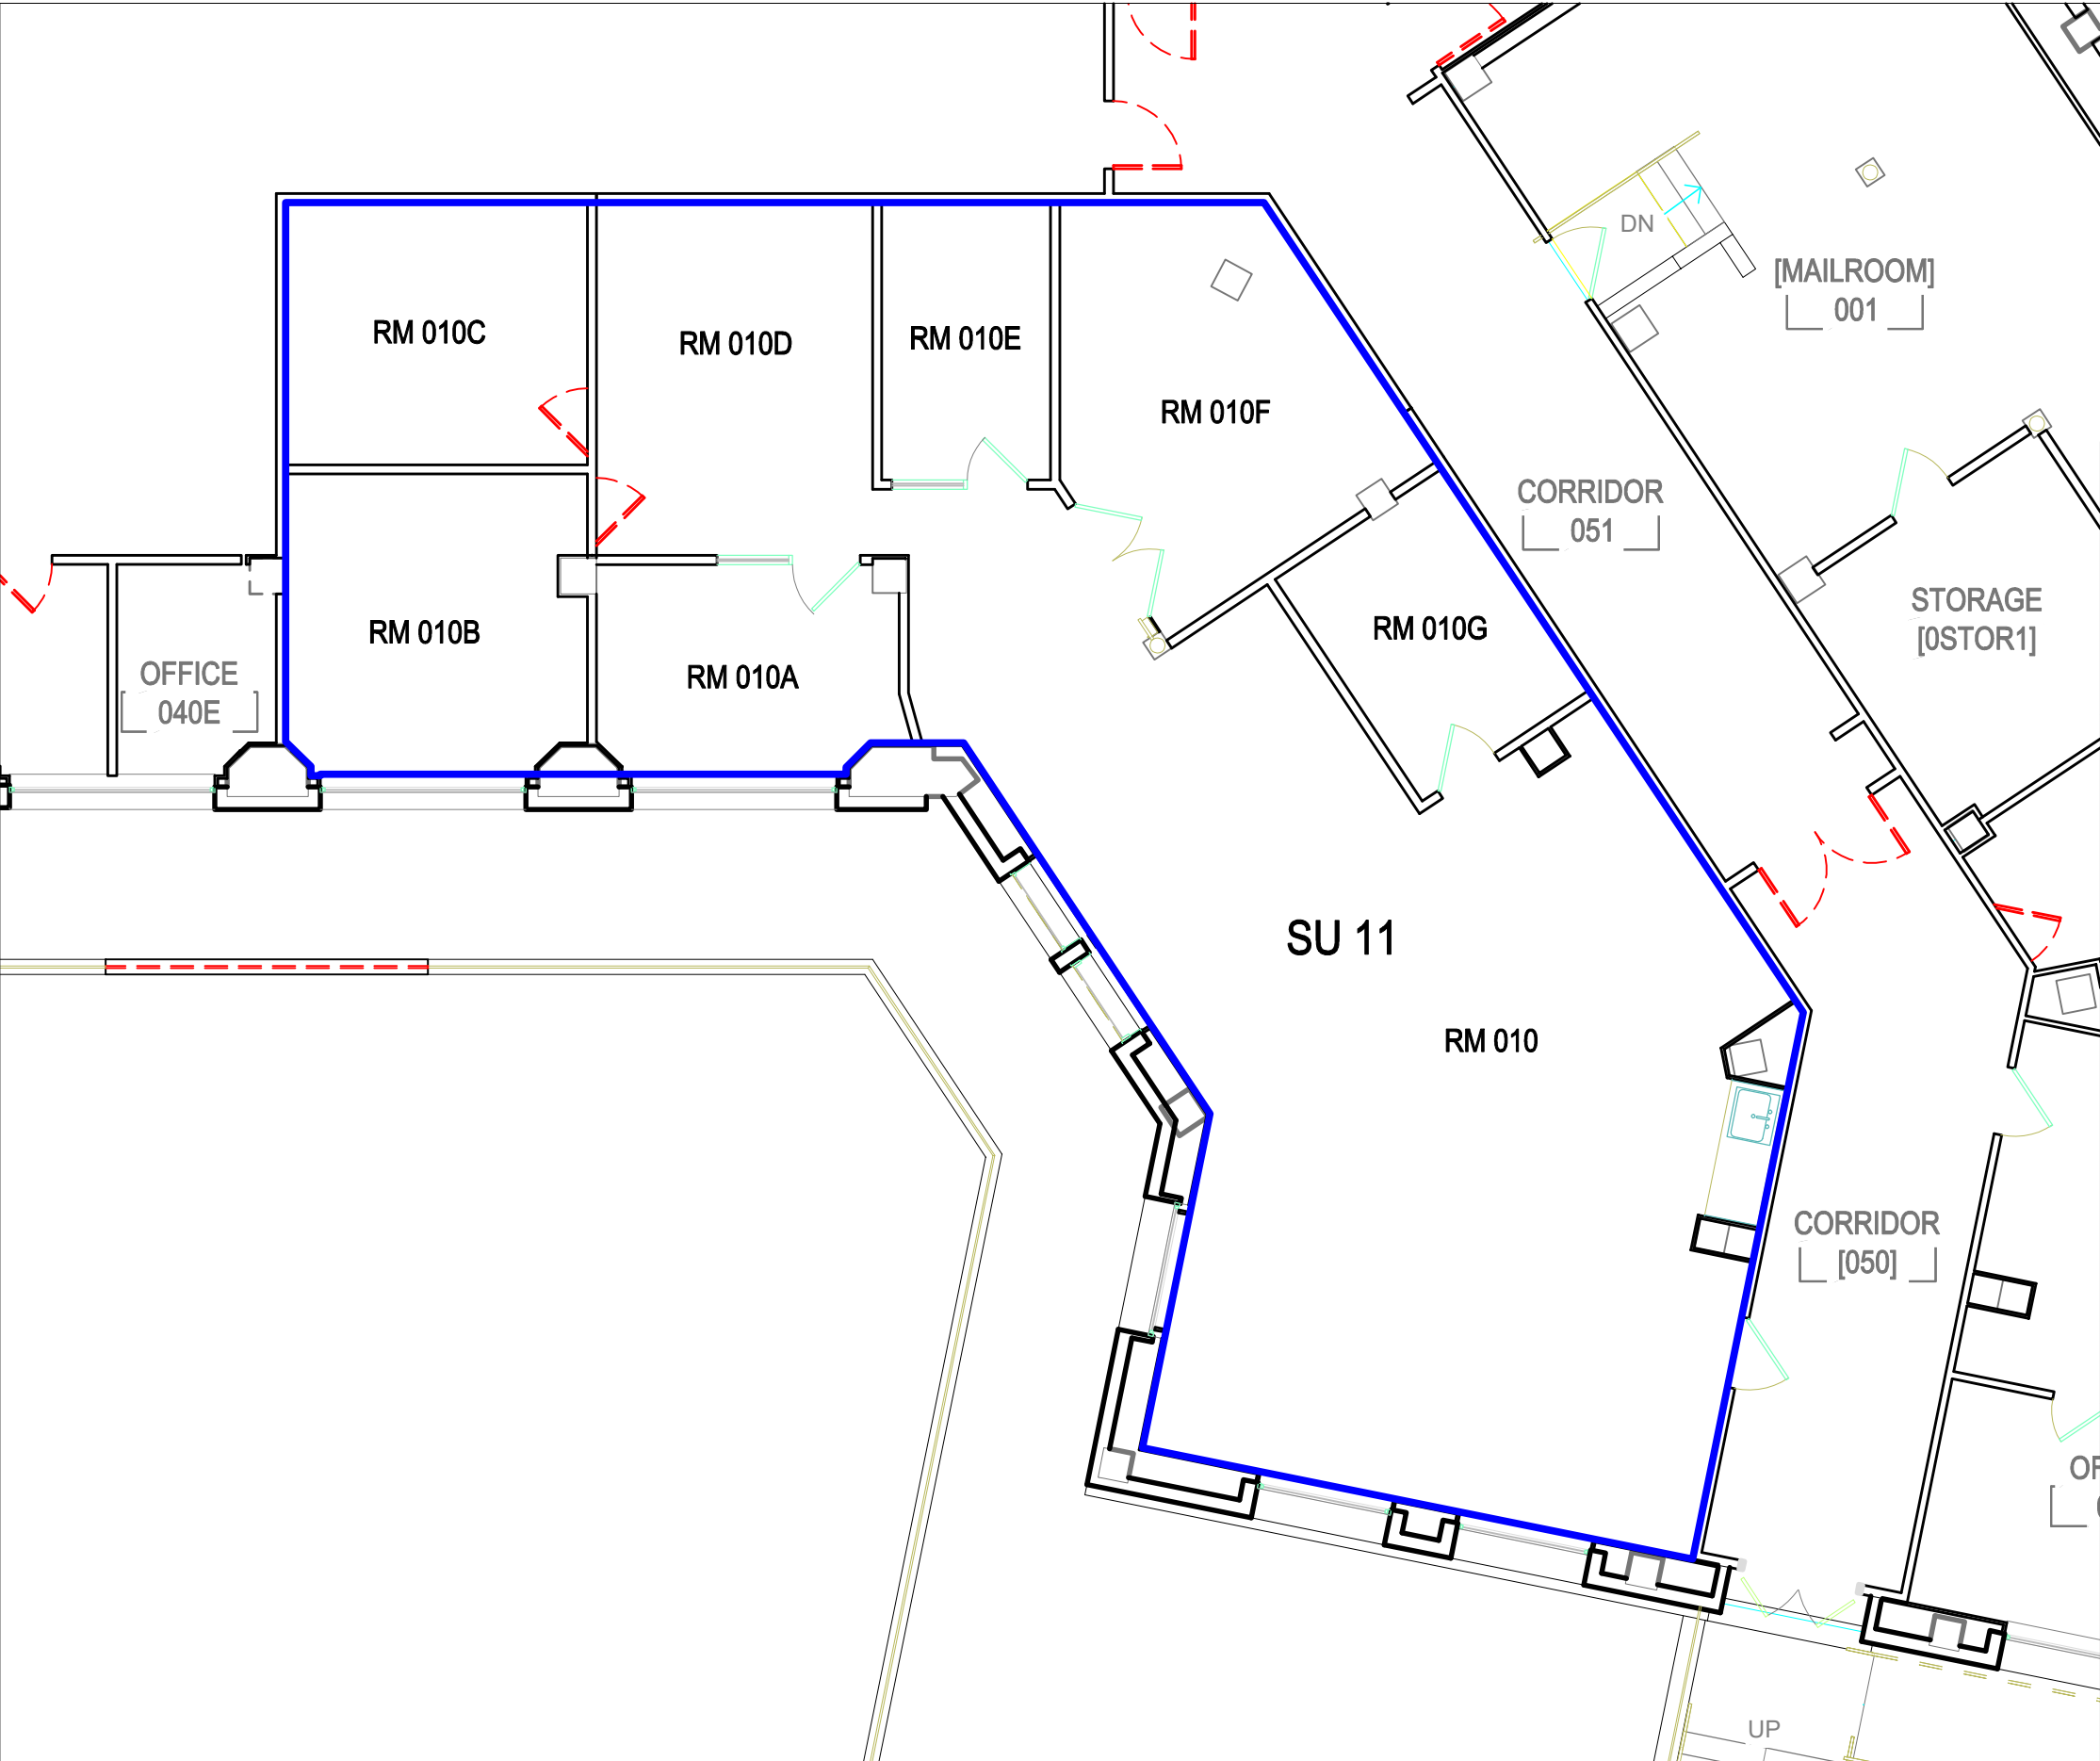 DN
[MAILROOM]
001
RM 010C
RM 010D
RM 010E
RM 010F
CORRIDOR
051
STORAGE
[0STOR1]
RM 010B
RM 010G
OFFICE
040E
RM 010A
SU 11
RM 010
CORRIDOR
[050]
UP